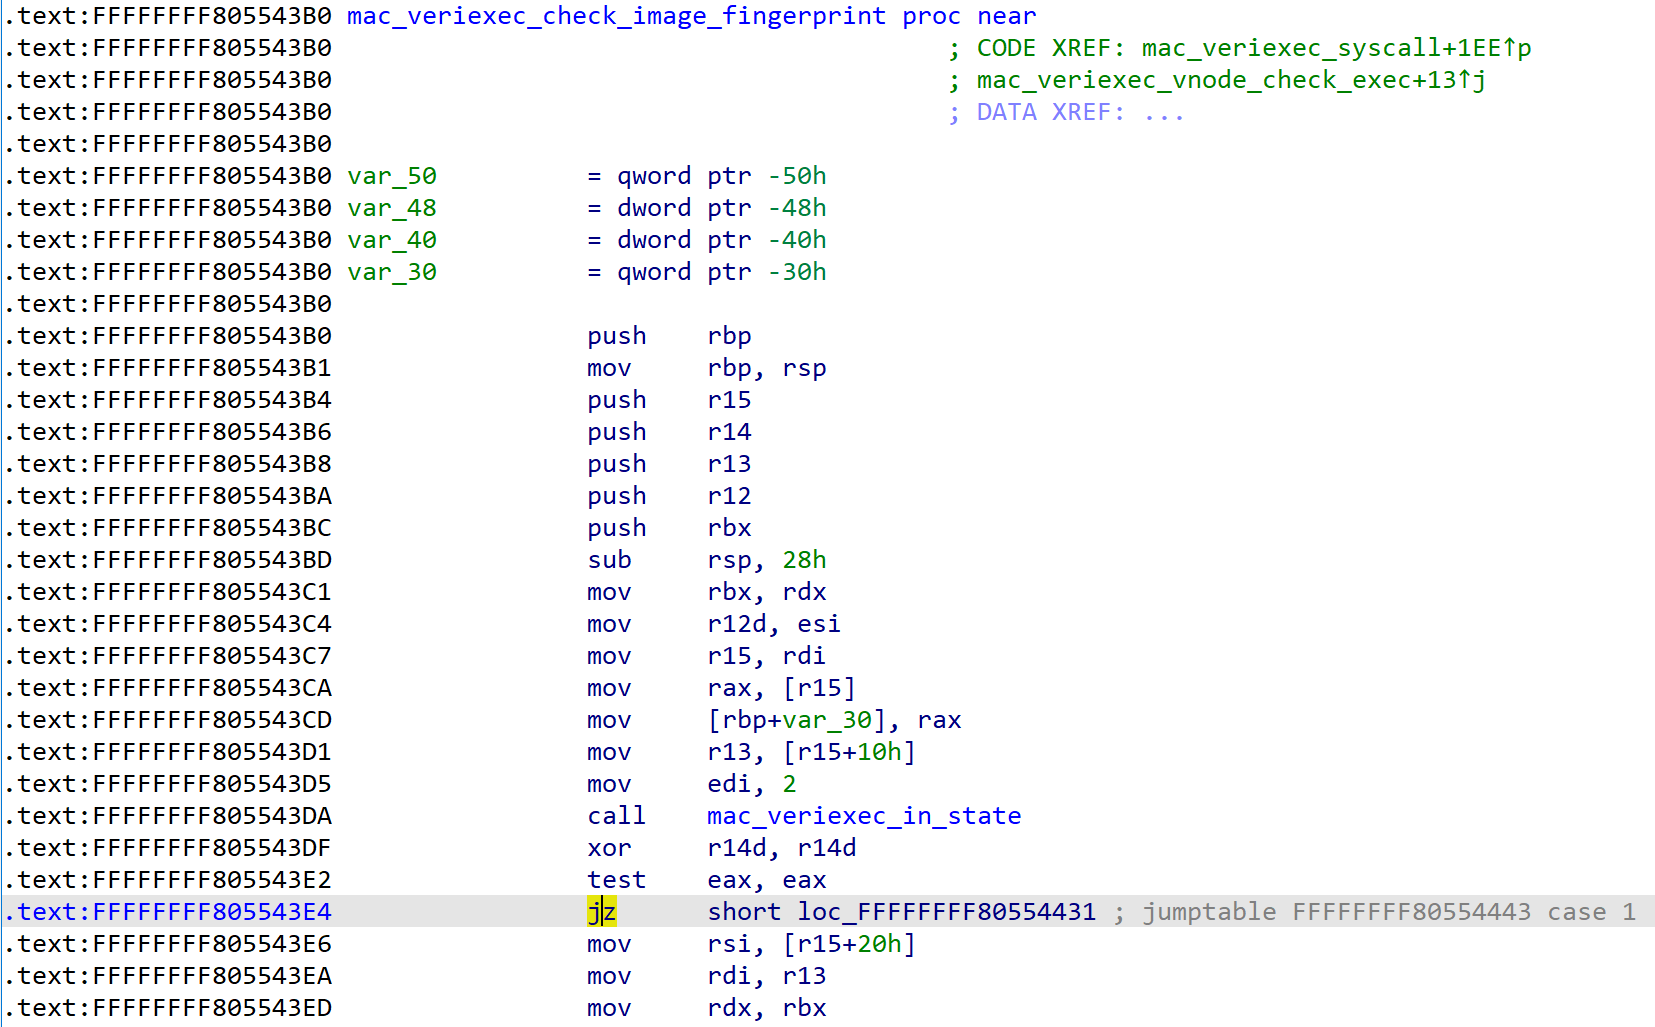 .text:FFFFFFFF805543B0 mac_veriexec_check_image_fingerprint proc near
.text:FFFFFFFF805543B0 ; CODE XREF: mac_veriexec_syscall+1EE↑p
.text:FFFFFFFF805543B0 ; mac_veriexec_vnode_check_exec+13↑j
.text:FFFFFFFF805543B0 ; DATA XREF: ...
.text:FFFFFFFF805543B0
.text:FFFFFFFF805543B0 var_50 = qword ptr -50h
.text:FFFFFFFF805543B0 var_48 = dword ptr -48h
.text:FFFFFFFF805543B0 var_40 = dword ptr -40h
.text:FFFFFFFF805543B0 var_30 = qword ptr -30h
.text:FFFFFFFF805543B0
.text:FFFFFFFF805543B0 push rbp
.text:FFFFFFFF805543B1 mov rbp, rsp
.text:FFFFFFFF805543B4 push r15
.text:FFFFFFFF805543B6 push r14
.text:FFFFFFFF805543B8 push r13
.text:FFFFFFFF805543BA push r12
.text:FFFFFFFF805543BC push rbx
.text:FFFFFFFF805543BD sub rsp, 28h
.text:FFFFFFFF805543C1 mov rbx, rdx
.text:FFFFFFFF805543C4 mov r12d, esi
.text:FFFFFFFF805543C7 mov r15, rdi
.text:FFFFFFFF805543CA mov rax, [r15]
.text:FFFFFFFF805543CD mov [rbp+var_30], rax
.text:FFFFFFFF805543D1 mov r13, [r15+10h]
.text:FFFFFFFF805543D5 mov edi, 2
.text:FFFFFFFF805543DA call mac_veriexec_in_state
.text:FFFFFFFF805543DF xor r14d, r14d
.text:FFFFFFFF805543E2 test eax, eax
.text:FFFFFFFF805543E4 jz short loc_FFFFFFFF80554431 ; jumptable FFFFFFFF80554443 case 1
.text:FFFFFFFF805543E6 mov rsi, [r15+20h]
.text:FFFFFFFF805543EA mov rdi, r13
.text:FFFFFFFF805543ED mov rdx, rbx